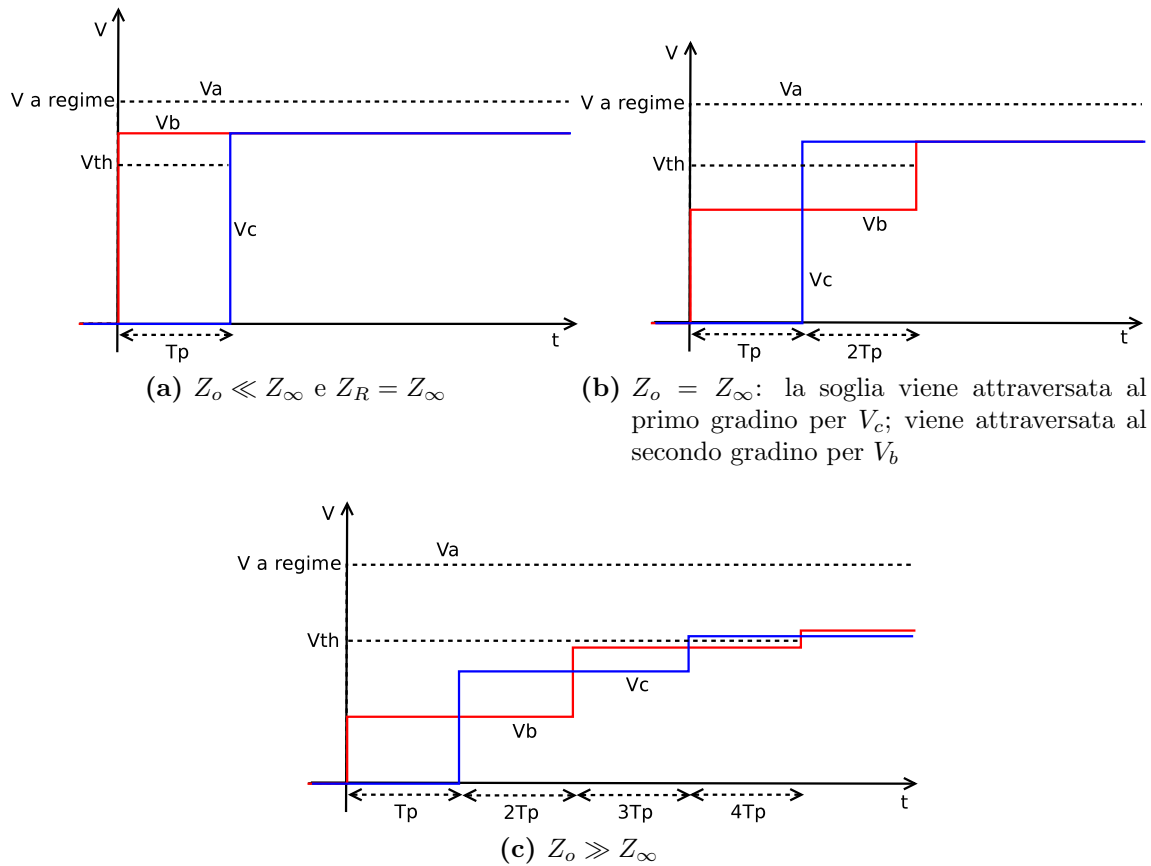 V
Va
V a regime
Vb
Vth
Vc
t
Tp
(a) Z_o ≪ Z_∞ e Z_R = Z_∞
V
Va
V a regime
Vth
Vb
Vc
t
Tp 2Tp
(b) Z_o = Z_∞: la soglia viene attraversata al
primo gradino per V_c; viene attraversata al
secondo gradino per V_b
V
Va
V a regime
Vth
Vc
Vb
t
Tp 2Tp 3Tp 4Tp
(c) Z_o ≫ Z_∞